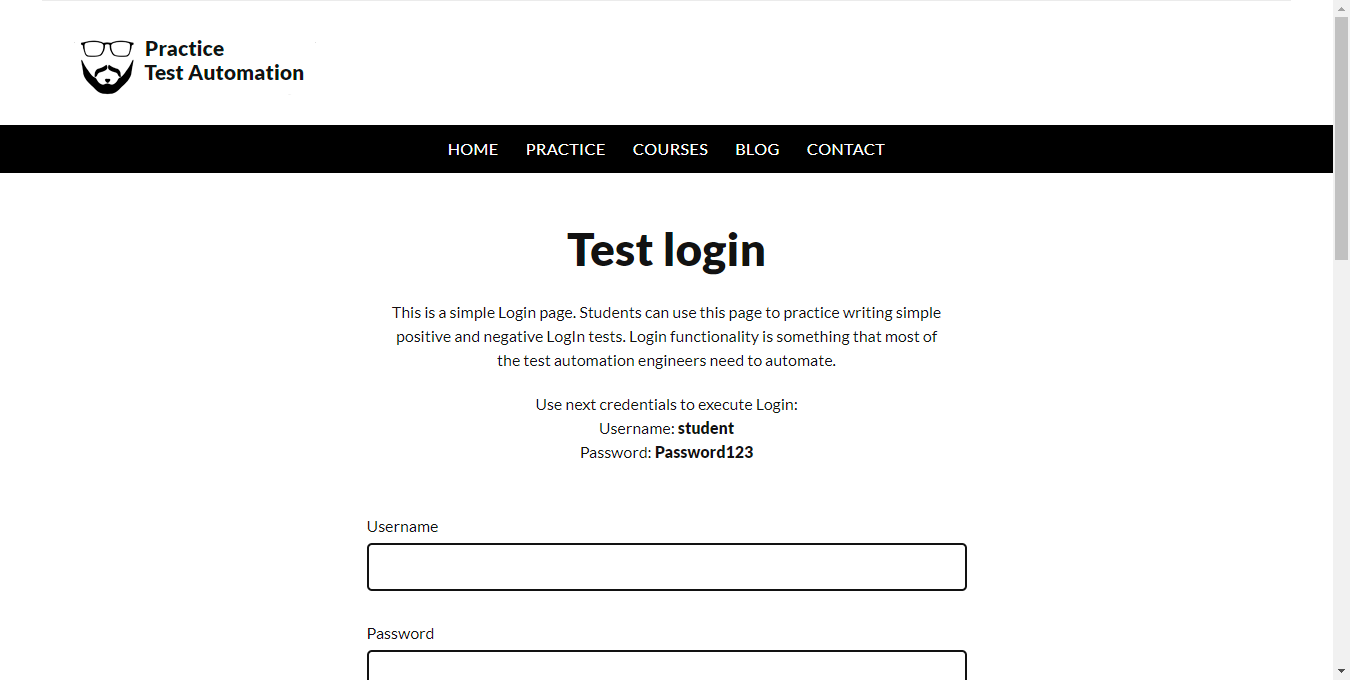 Practice
Test Automation
HOME PRACTICE COURSES BLOG CONTACT
Test login
This is a simple Login page. Students can use this page to practice writing simple
positive and negative LogIn tests. Login functionality is something that most of
the test automation engineers need to automate.
Use next credentials to execute Login:
Username: student
Password: Password123
Username
Password